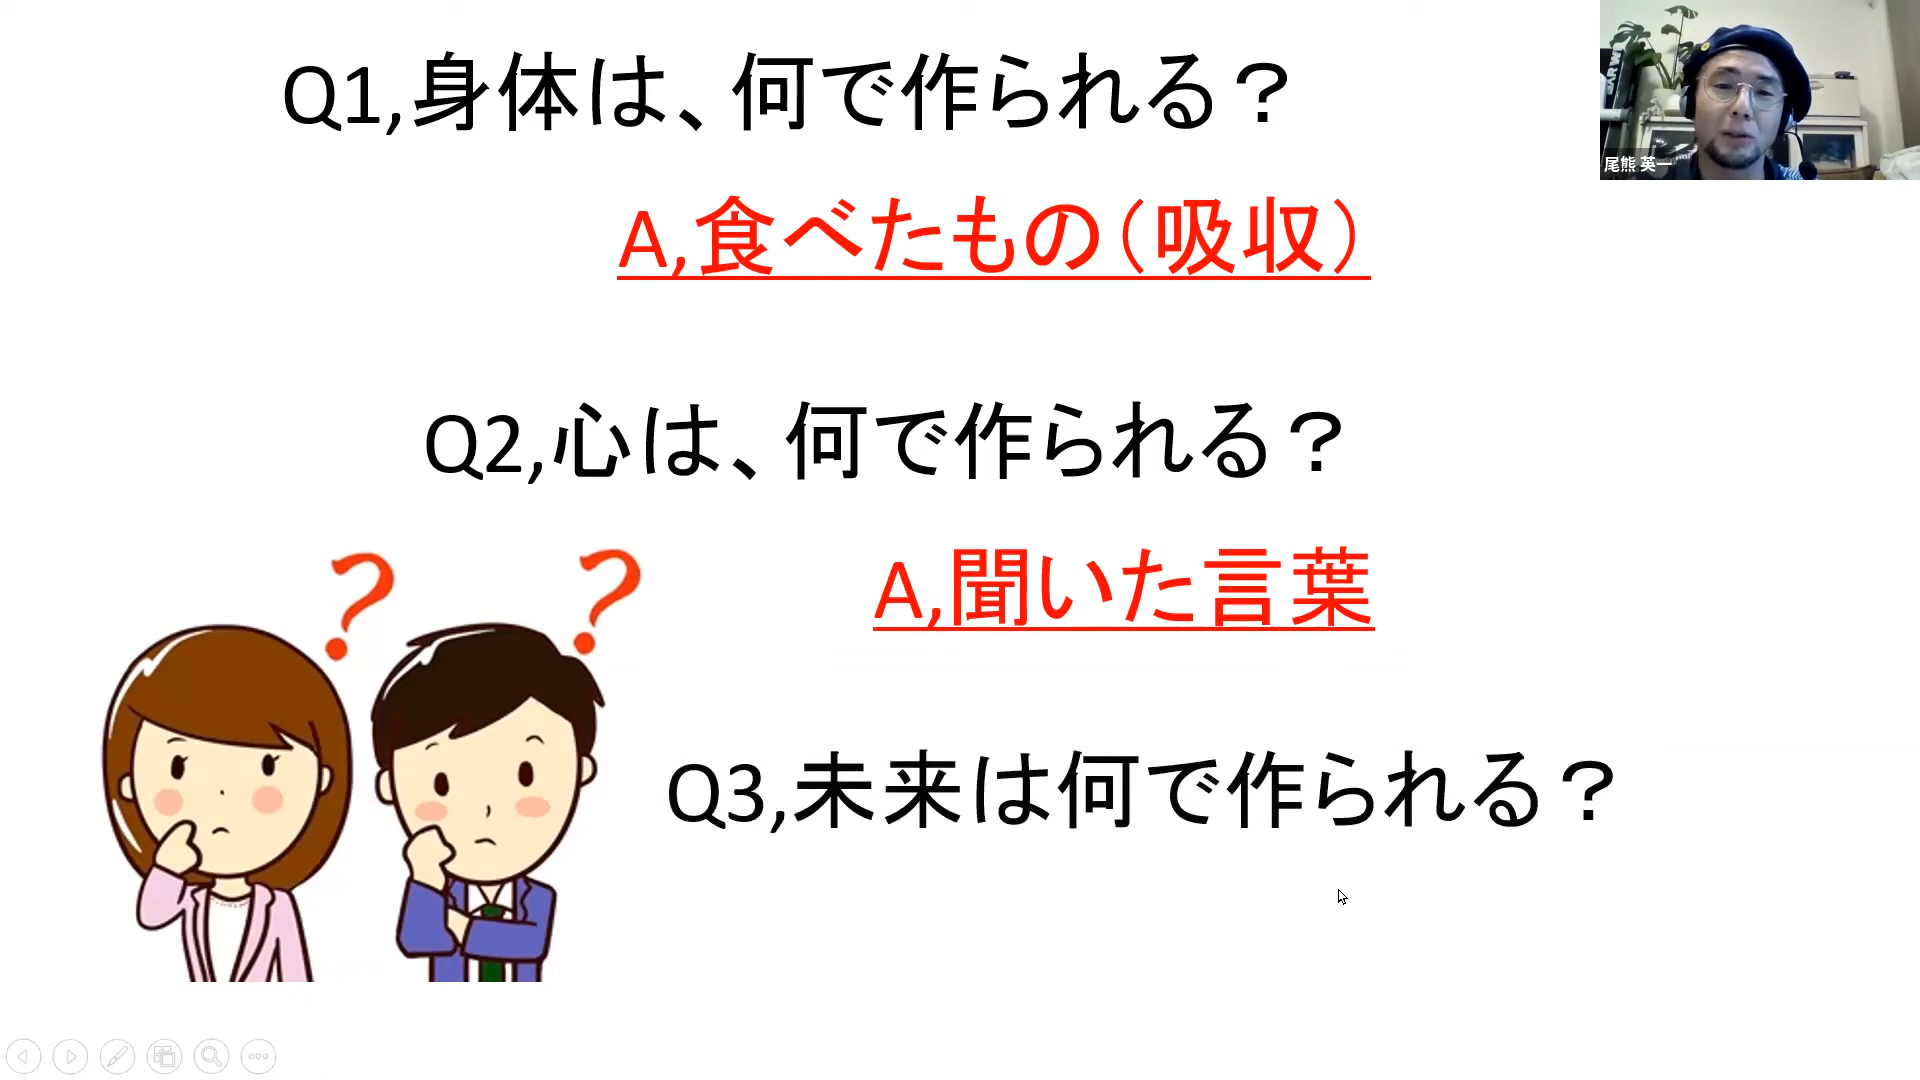 Q1,身体は、何で作られる？
A,食べたもの（吸収）
Q2,心は、何で作られる？
A,聞いた言葉
Q3,未来は何で作られる？
尾熊 英一